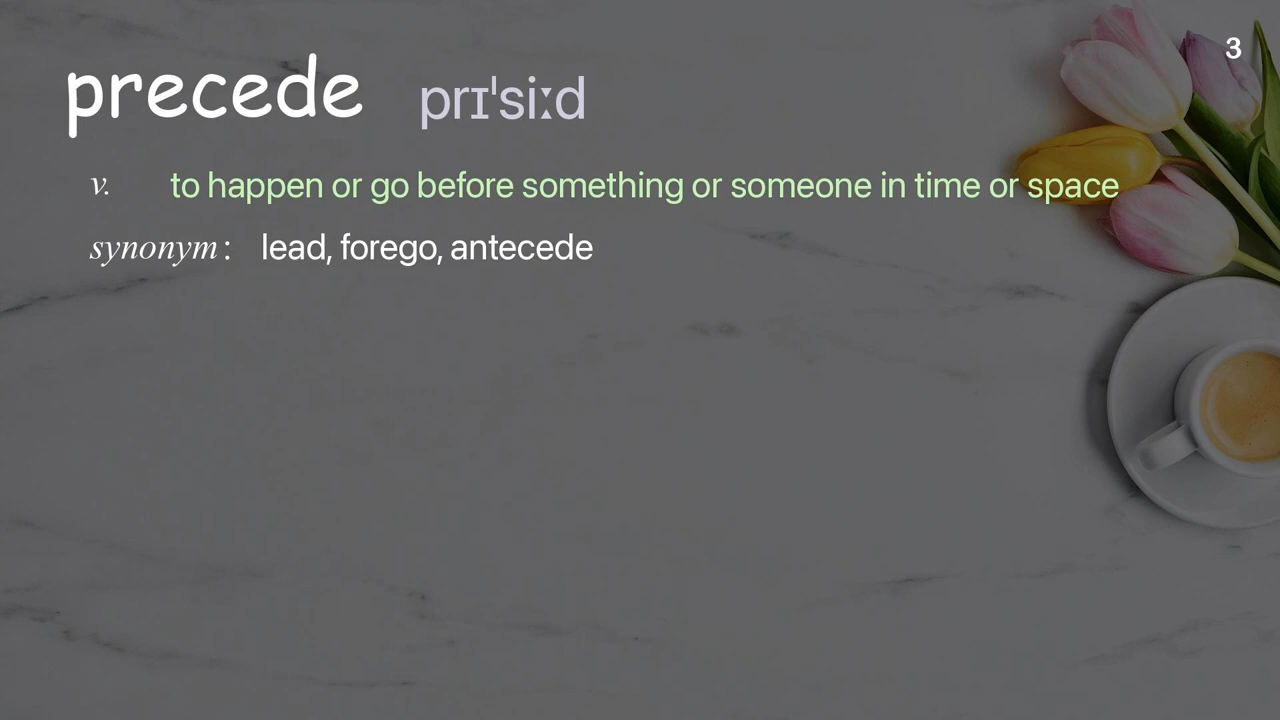 3
precede prɪˈsiːd
v. to happen or go before something or someone in time or space
synonym : lead, forego, antecede